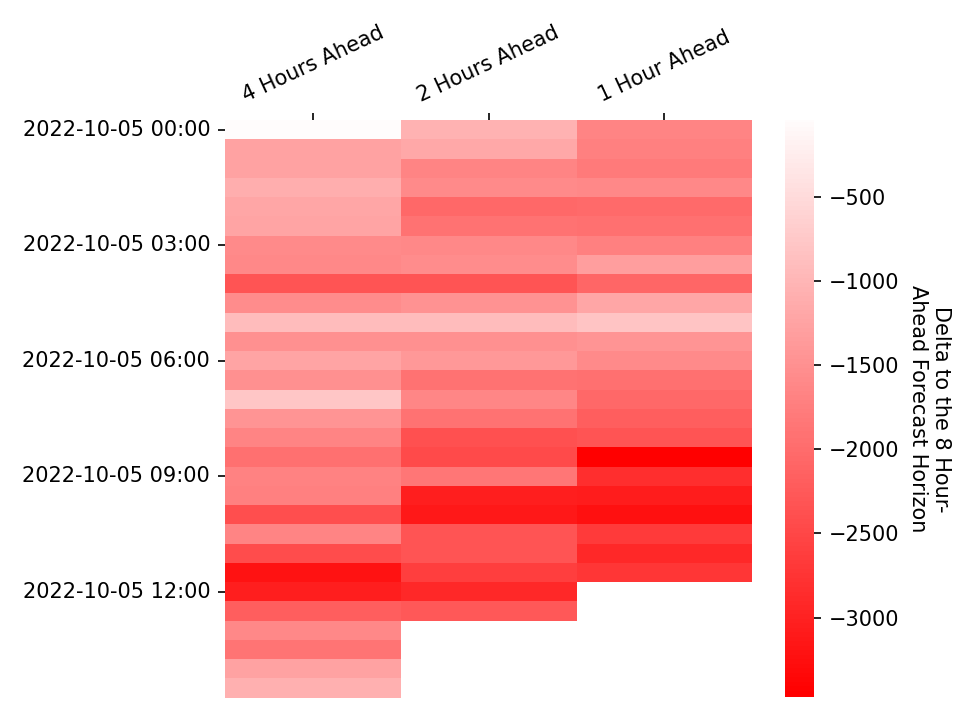 4 Hours Ahead
2 Hours Ahead
1 Hour Ahead
2022-10-05 00:00
2022-10-05 03:00
2022-10-05 06:00
2022-10-05 09:00
2022-10-05 12:00
−500
−1000
−1500
−2000
−2500
−3000
Delta to the 8 Hour-
Ahead Forecast Horizon